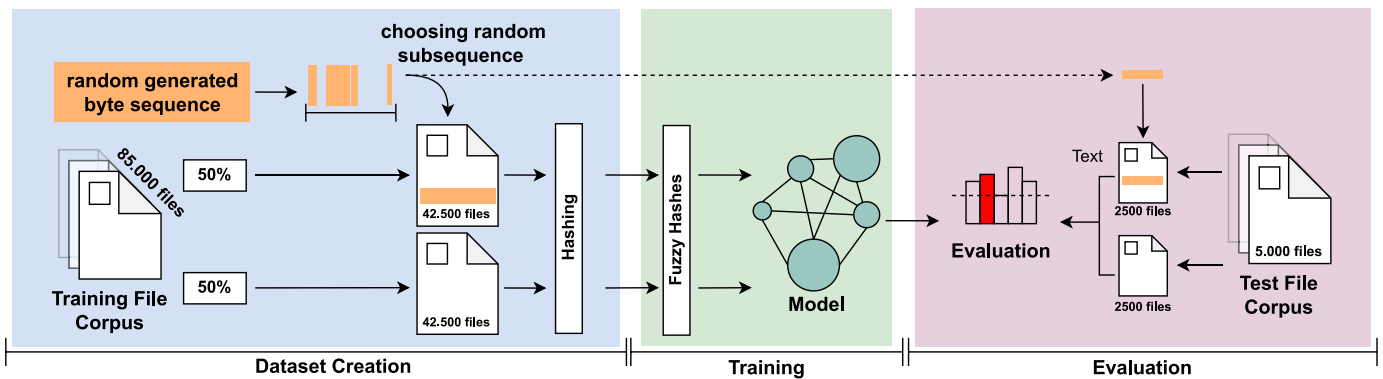 choosing random
subsequence
random generated
byte sequence
85.000 files
50%
42.500 files
50%
42.500 files
Training File
Corpus
Hashing
Fuzzy Hashes
Model
Evaluation
Text
2500 files
2500 files
5.000 files
Test File
Corpus
Dataset Creation
Training
Evaluation